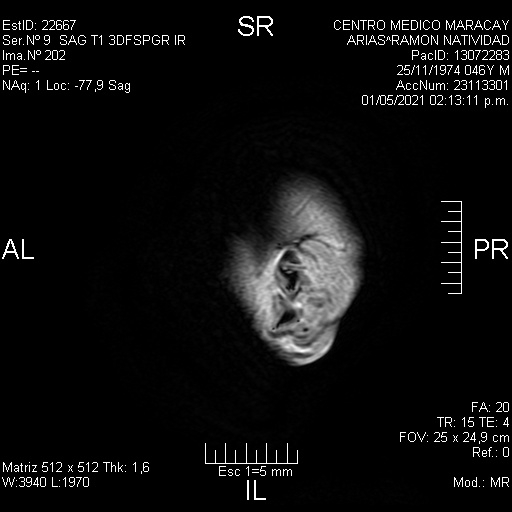 EstID: 22667
Ser.Nº 9 SAG T1 3DFSPGR IR
Ima.Nº 202
PE= --
NAq: 1 Loc: -77,9 Sag
SR
CENTRO MEDICO MARACAY
ARIAS^RAMON NATIVIDAD
PacID: 13072283
25/11/1974 046Y M
AccNum: 23113301
01/05/2021 02:13:11 p.m.
AL
PR
FA: 20
TR: 15 TE: 4
FOV: 25 x 24,9 cm
Ref.: 0
Matriz 512 x 512 Thk: 1,6
W:3940 L:1970
Esc 1=5 mm
IL
Mod.: MR